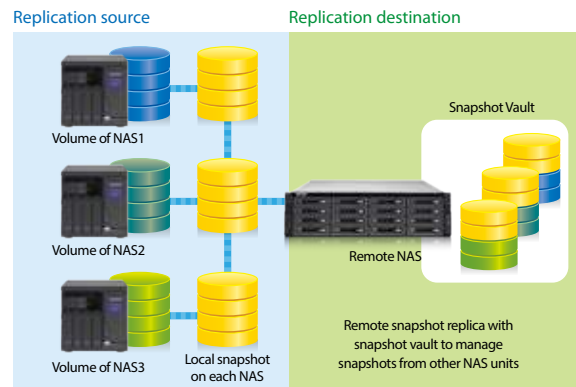 Replication source
Replication destination
Volume of NAS1
Snapshot Vault
Volume of NAS2
Remote NAS
Volume of NAS3
Local snapshot
on each NAS
Remote snapshot replica with
snapshot vault to manage
snapshots from other NAS units